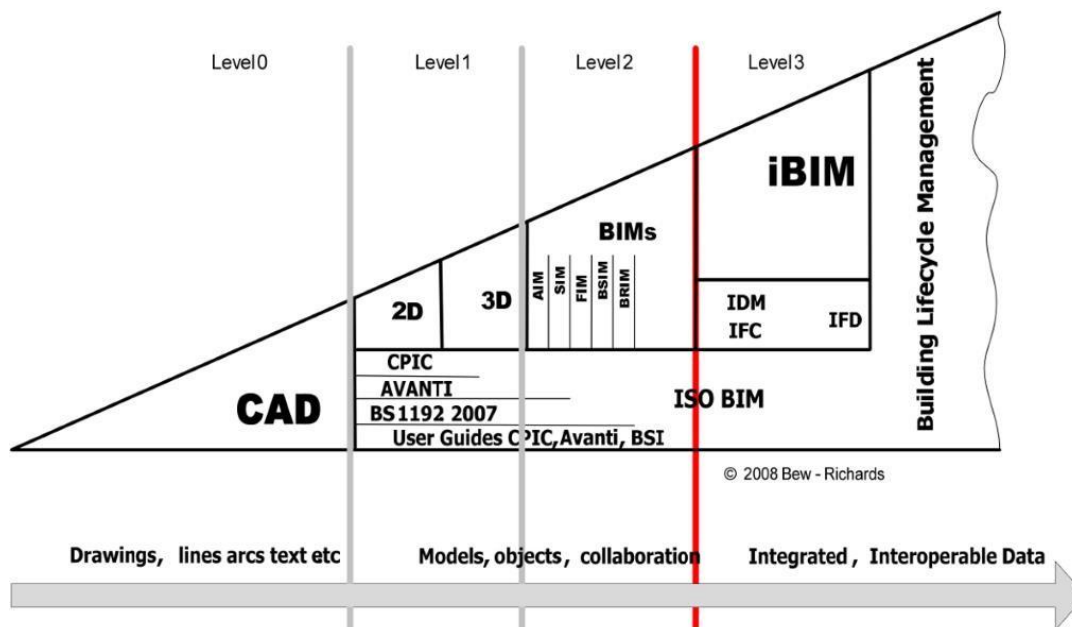 Level0
Level1
Level2
Level3
Building Lifecycle Management
iBIM
BIMs
AIM
SIM
FIM
BSIM
BRIM
2D
3D
IDM
IFC
IFD
CPIC
CAD
AVANTI
ISO BIM
BS1192 2007
User Guides CPIC, Avanti, BSI
© 2008 Bew - Richards
Drawings, lines arcs text etc
Models, objects, collaboration
Integrated, Interoperable Data